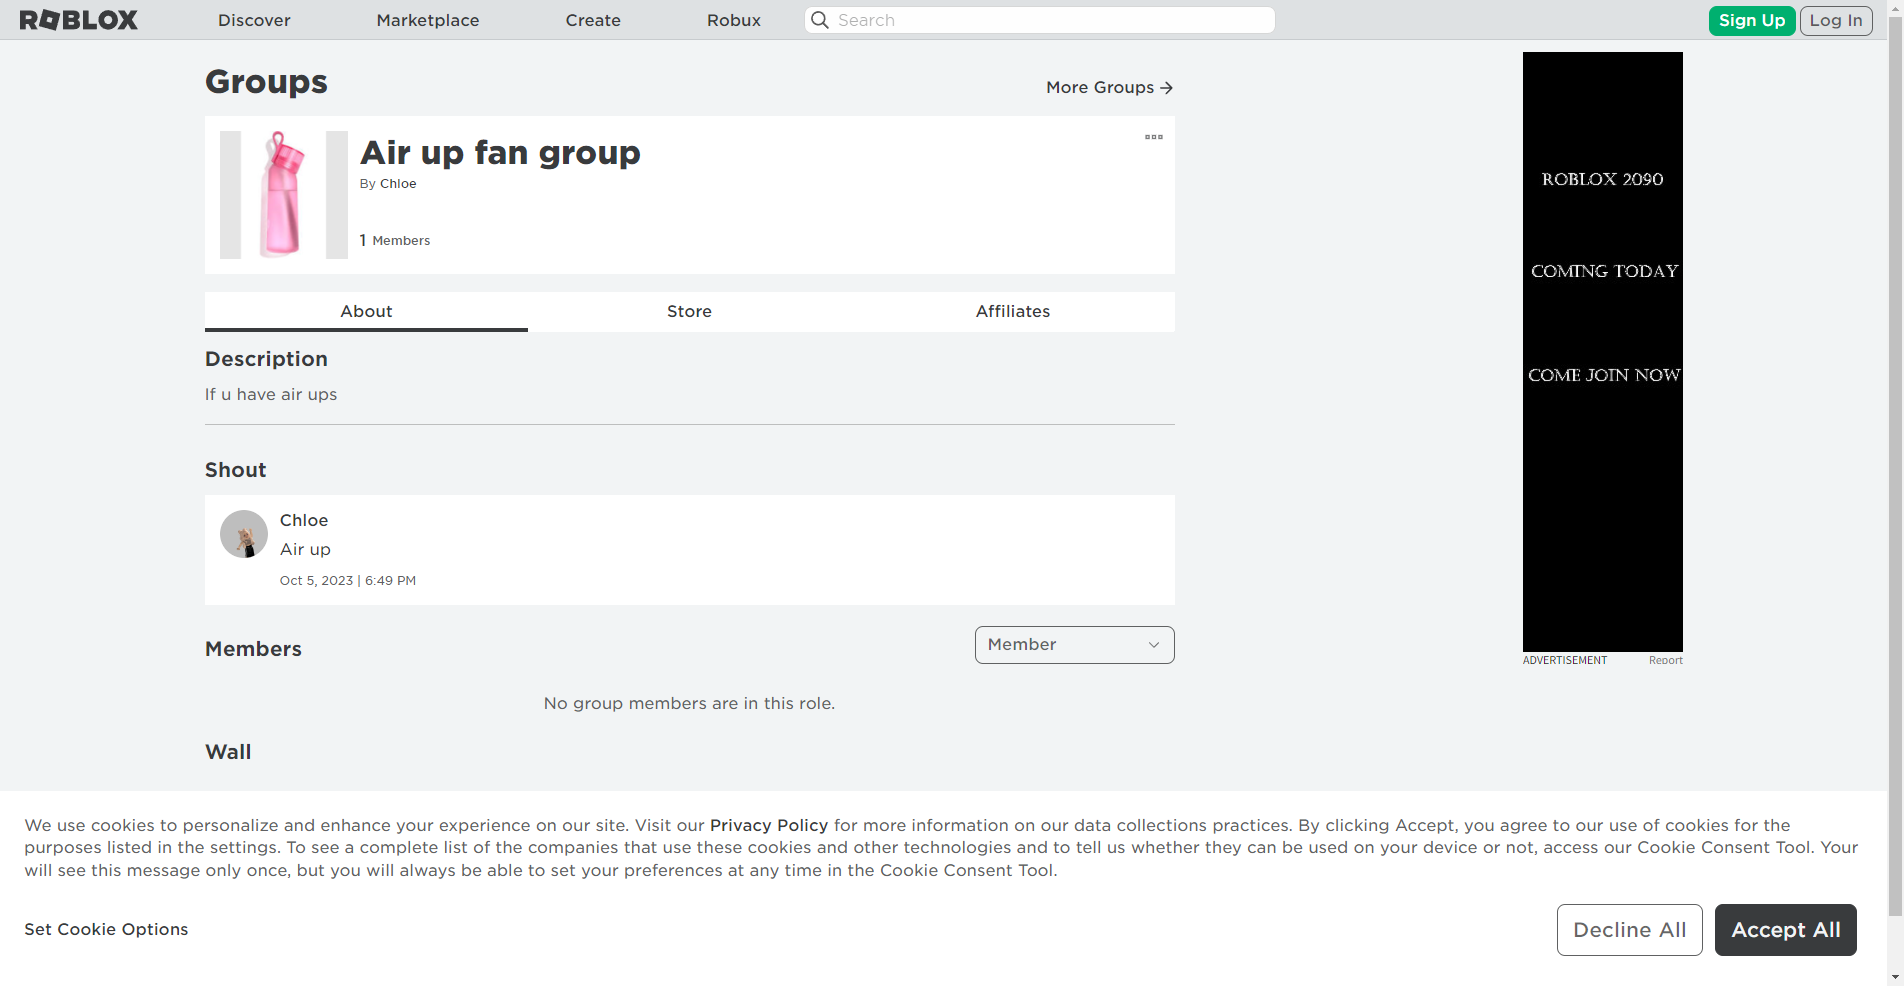 ROBLOX
Discover
Marketplace
Create
Robux
Search
Sign Up
Log In
Groups
More Groups
Air up fan group
By Chloe
1 Members
About
Store
Affiliates
Description
If u have air ups
Shout
Chloe
Air up
Oct 5, 2023 | 6:49 PM
Members
Member
No group members are in this role.
Wall
ROBLOX 2090
COMING TODAY
COME JOIN NOW
ADVERTISEMENT
Report
We use cookies to personalize and enhance your experience on our site. Visit our Privacy Policy for more information on our data collections practices. By clicking Accept, you agree to our use of cookies for the
purposes listed in the settings. To see a complete list of the companies that use these cookies and other technologies and to tell us whether they can be used on your device or not, access our Cookie Consent Tool. Your
will see this message only once, but you will always be able to set your preferences at any time in the Cookie Consent Tool.
Set Cookie Options
Decline All
Accept All